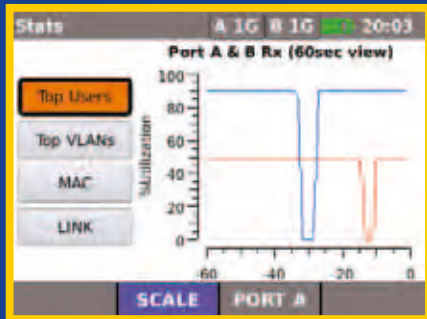 Stats A 1G B 1G 20:03
Port A & B Rx (60sec view)
Top Users
Top VLANs
MAC
LINK
%Utilization
100
80
60
40
20
0
-60 -40 -20 0
SCALE PORT A